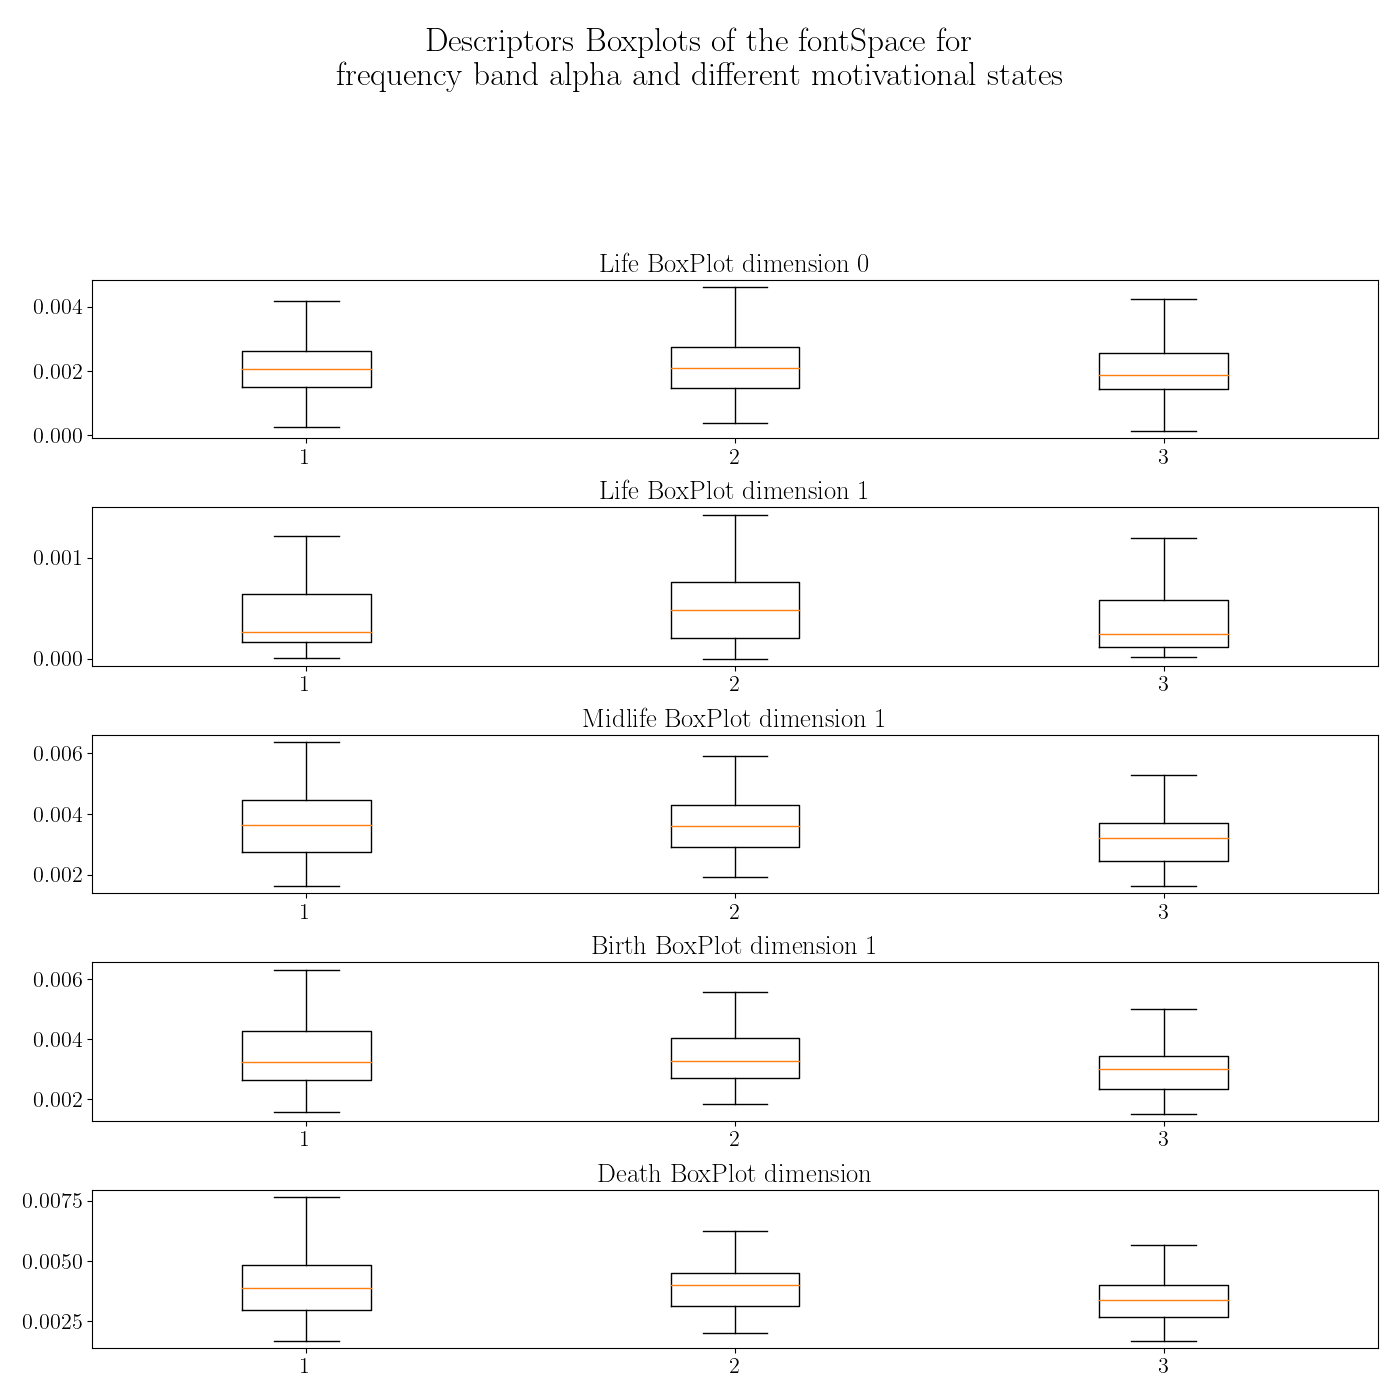 Descriptors Boxplots of the fontSpace for
frequency band alpha and different motivational states
Life BoxPlot dimension 0
0.004
0.002
0.000
1 2 3
Life BoxPlot dimension 1
0.001
0.000
1 2 3
Midlife BoxPlot dimension 1
0.006
0.004
0.002
1 2 3
Birth BoxPlot dimension 1
0.006
0.004
0.002
1 2 3
Death BoxPlot dimension
0.0075
0.0050
0.0025
1 2 3